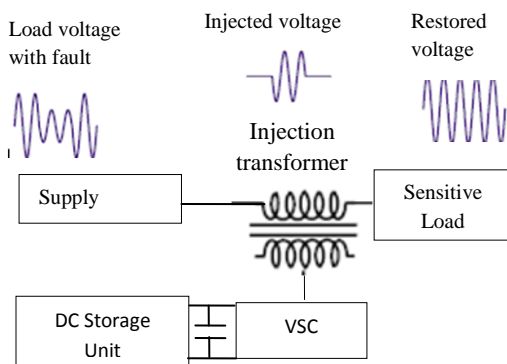 Load voltage
with fault
Injected voltage
Restored
voltage
Injection
transformer
Supply
Sensitive
Load
DC Storage
Unit
VSC